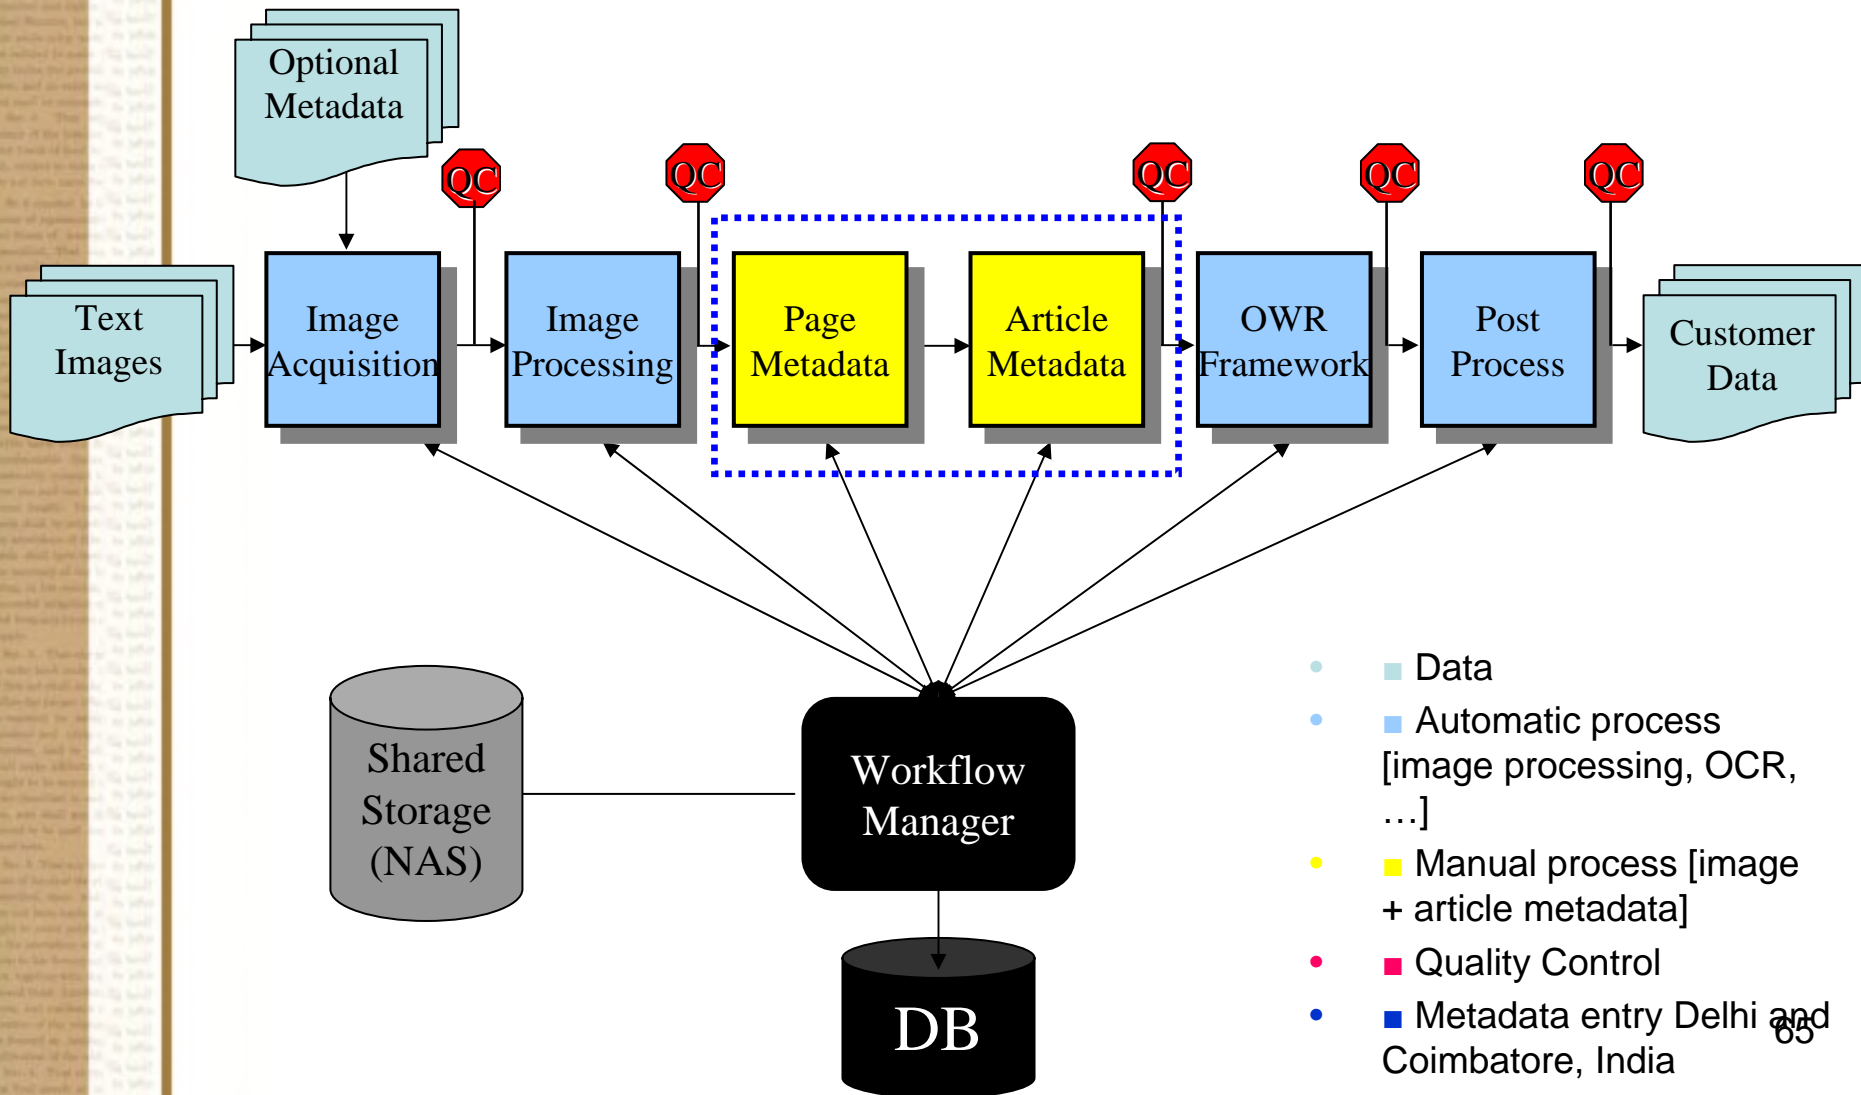 Optional
Metadata
QC
QC
QC
QC
QC
Text
Images
Image
Acquisition
Image
Processing
Page
Metadata
Article
Metadata
OWR
Framework
Post
Process
Customer
Data
Shared
Storage
(NAS)
Workflow
Manager
DB
Data
Automatic process
[image processing, OCR,
…]
Manual process [image
+ article metadata]
Quality Control
Metadata entry Delhi and
Coimbatore, India
65